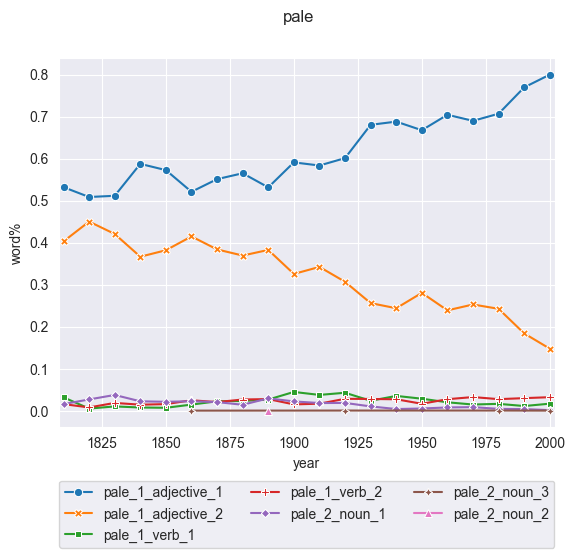 pale
0.8
0.7
0.6
0.5
0.4
0.3
0.2
0.1
0.0
word%
1825 1850 1875 1900 1925 1950 1975 2000
year
pale_1_adjective_1 pale_1_verb_2 pale_2_noun_3
pale_1_adjective_2 pale_2_noun_1 pale_2_noun_2
pale_1_verb_1